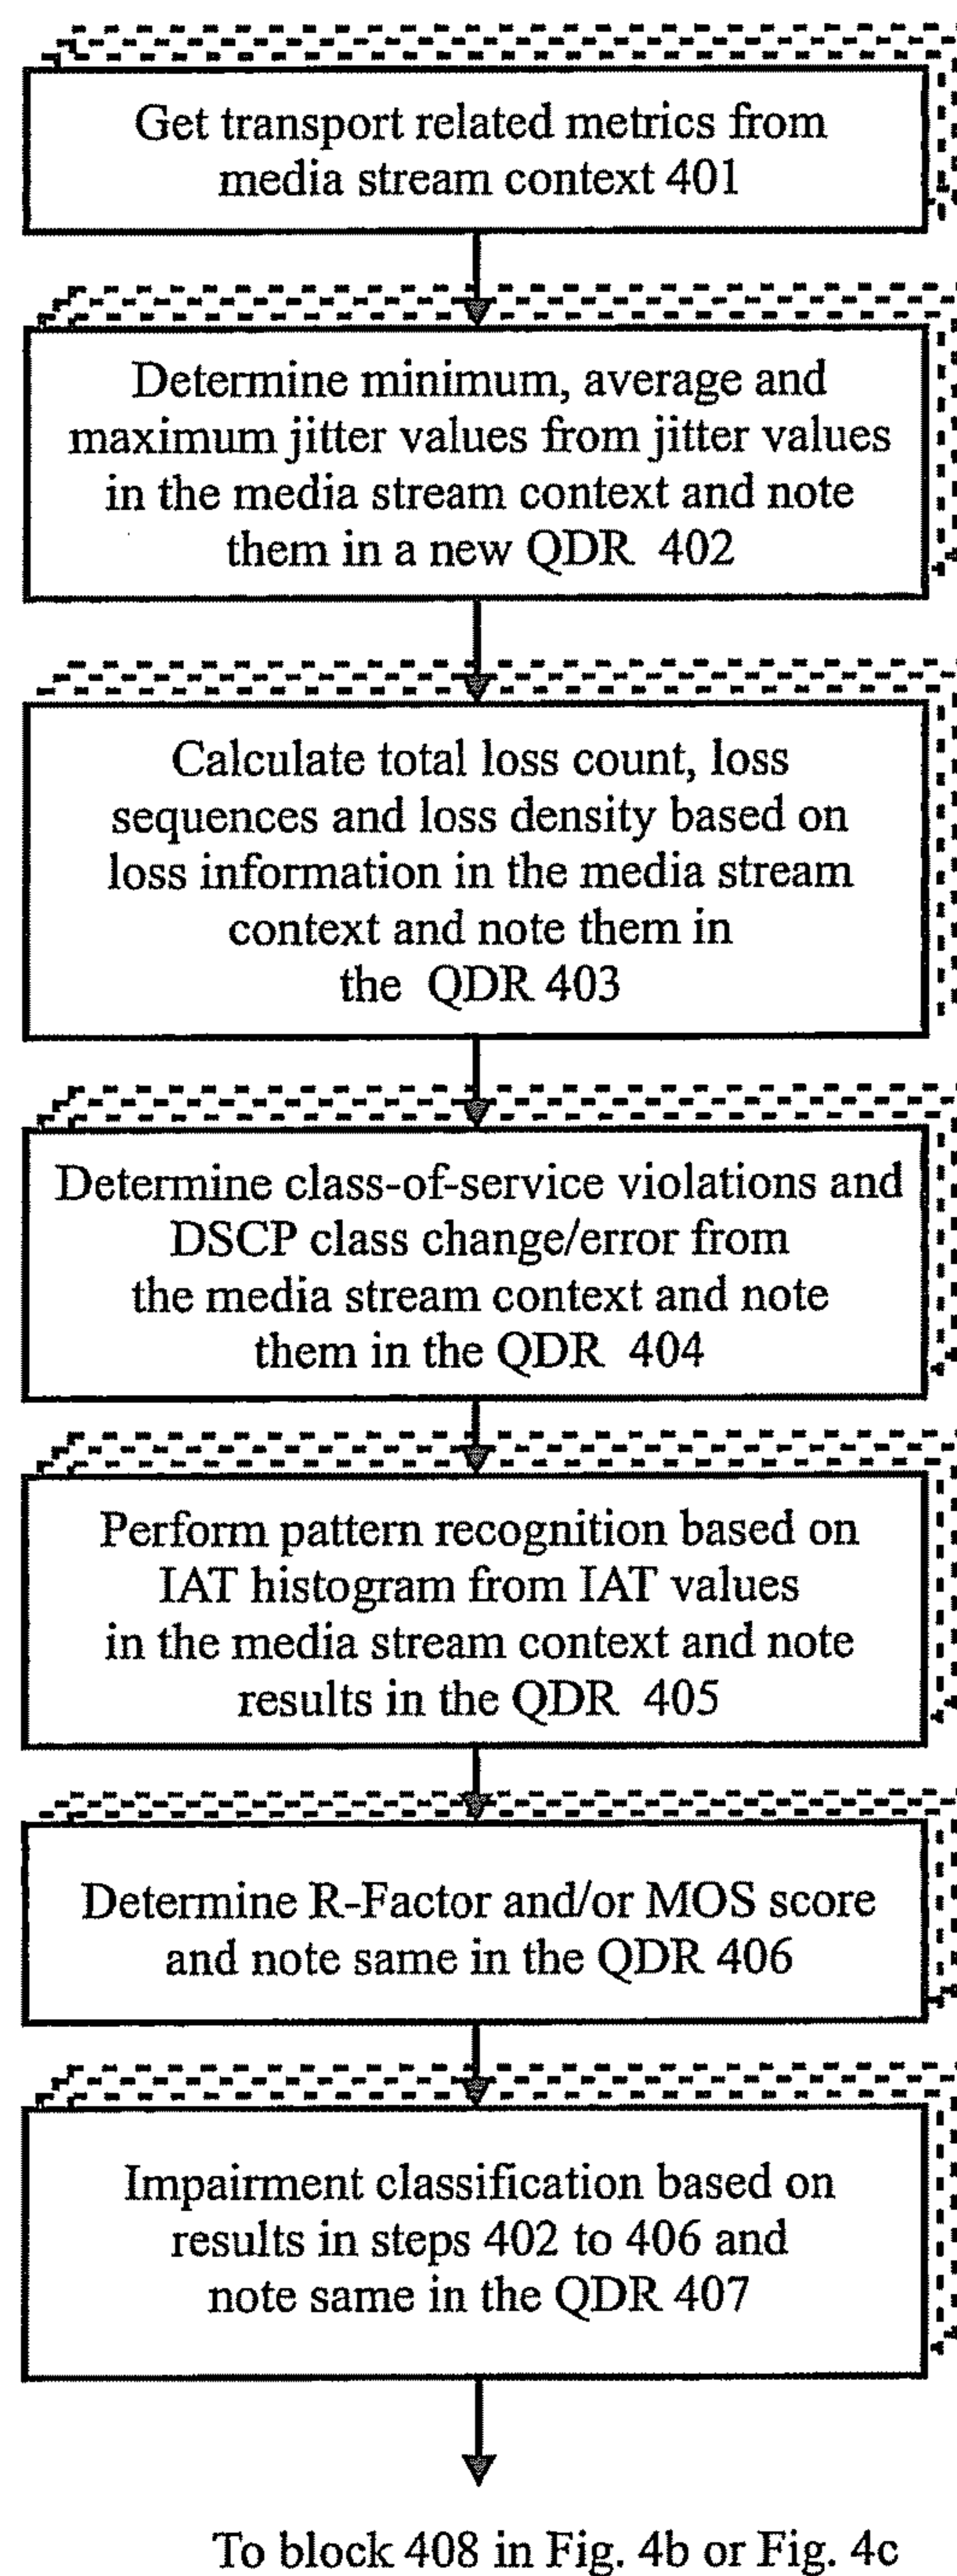 Get transport related metrics from
media stream context 401
Determine minimum, average and
maximum jitter values from jitter values
in the media stream context and note
them in a new QDR 402
Calculate total loss count, loss
sequences and loss density based on
loss information in the media stream
context and note them in
the QDR 403
Determine class-of-service violations and
DSCP class change/error from
the media stream context and note
them in the QDR 404
Perform pattern recognition based on
IAT histogram from IAT values
in the media stream context and note
results in the QDR 405
Determine R-Factor and/or MOS score
and note same in the QDR 406
Impairment classification based on
results in steps 402 to 406 and
note same in the QDR 407
To block 408 in Fig. 4b or Fig. 4c